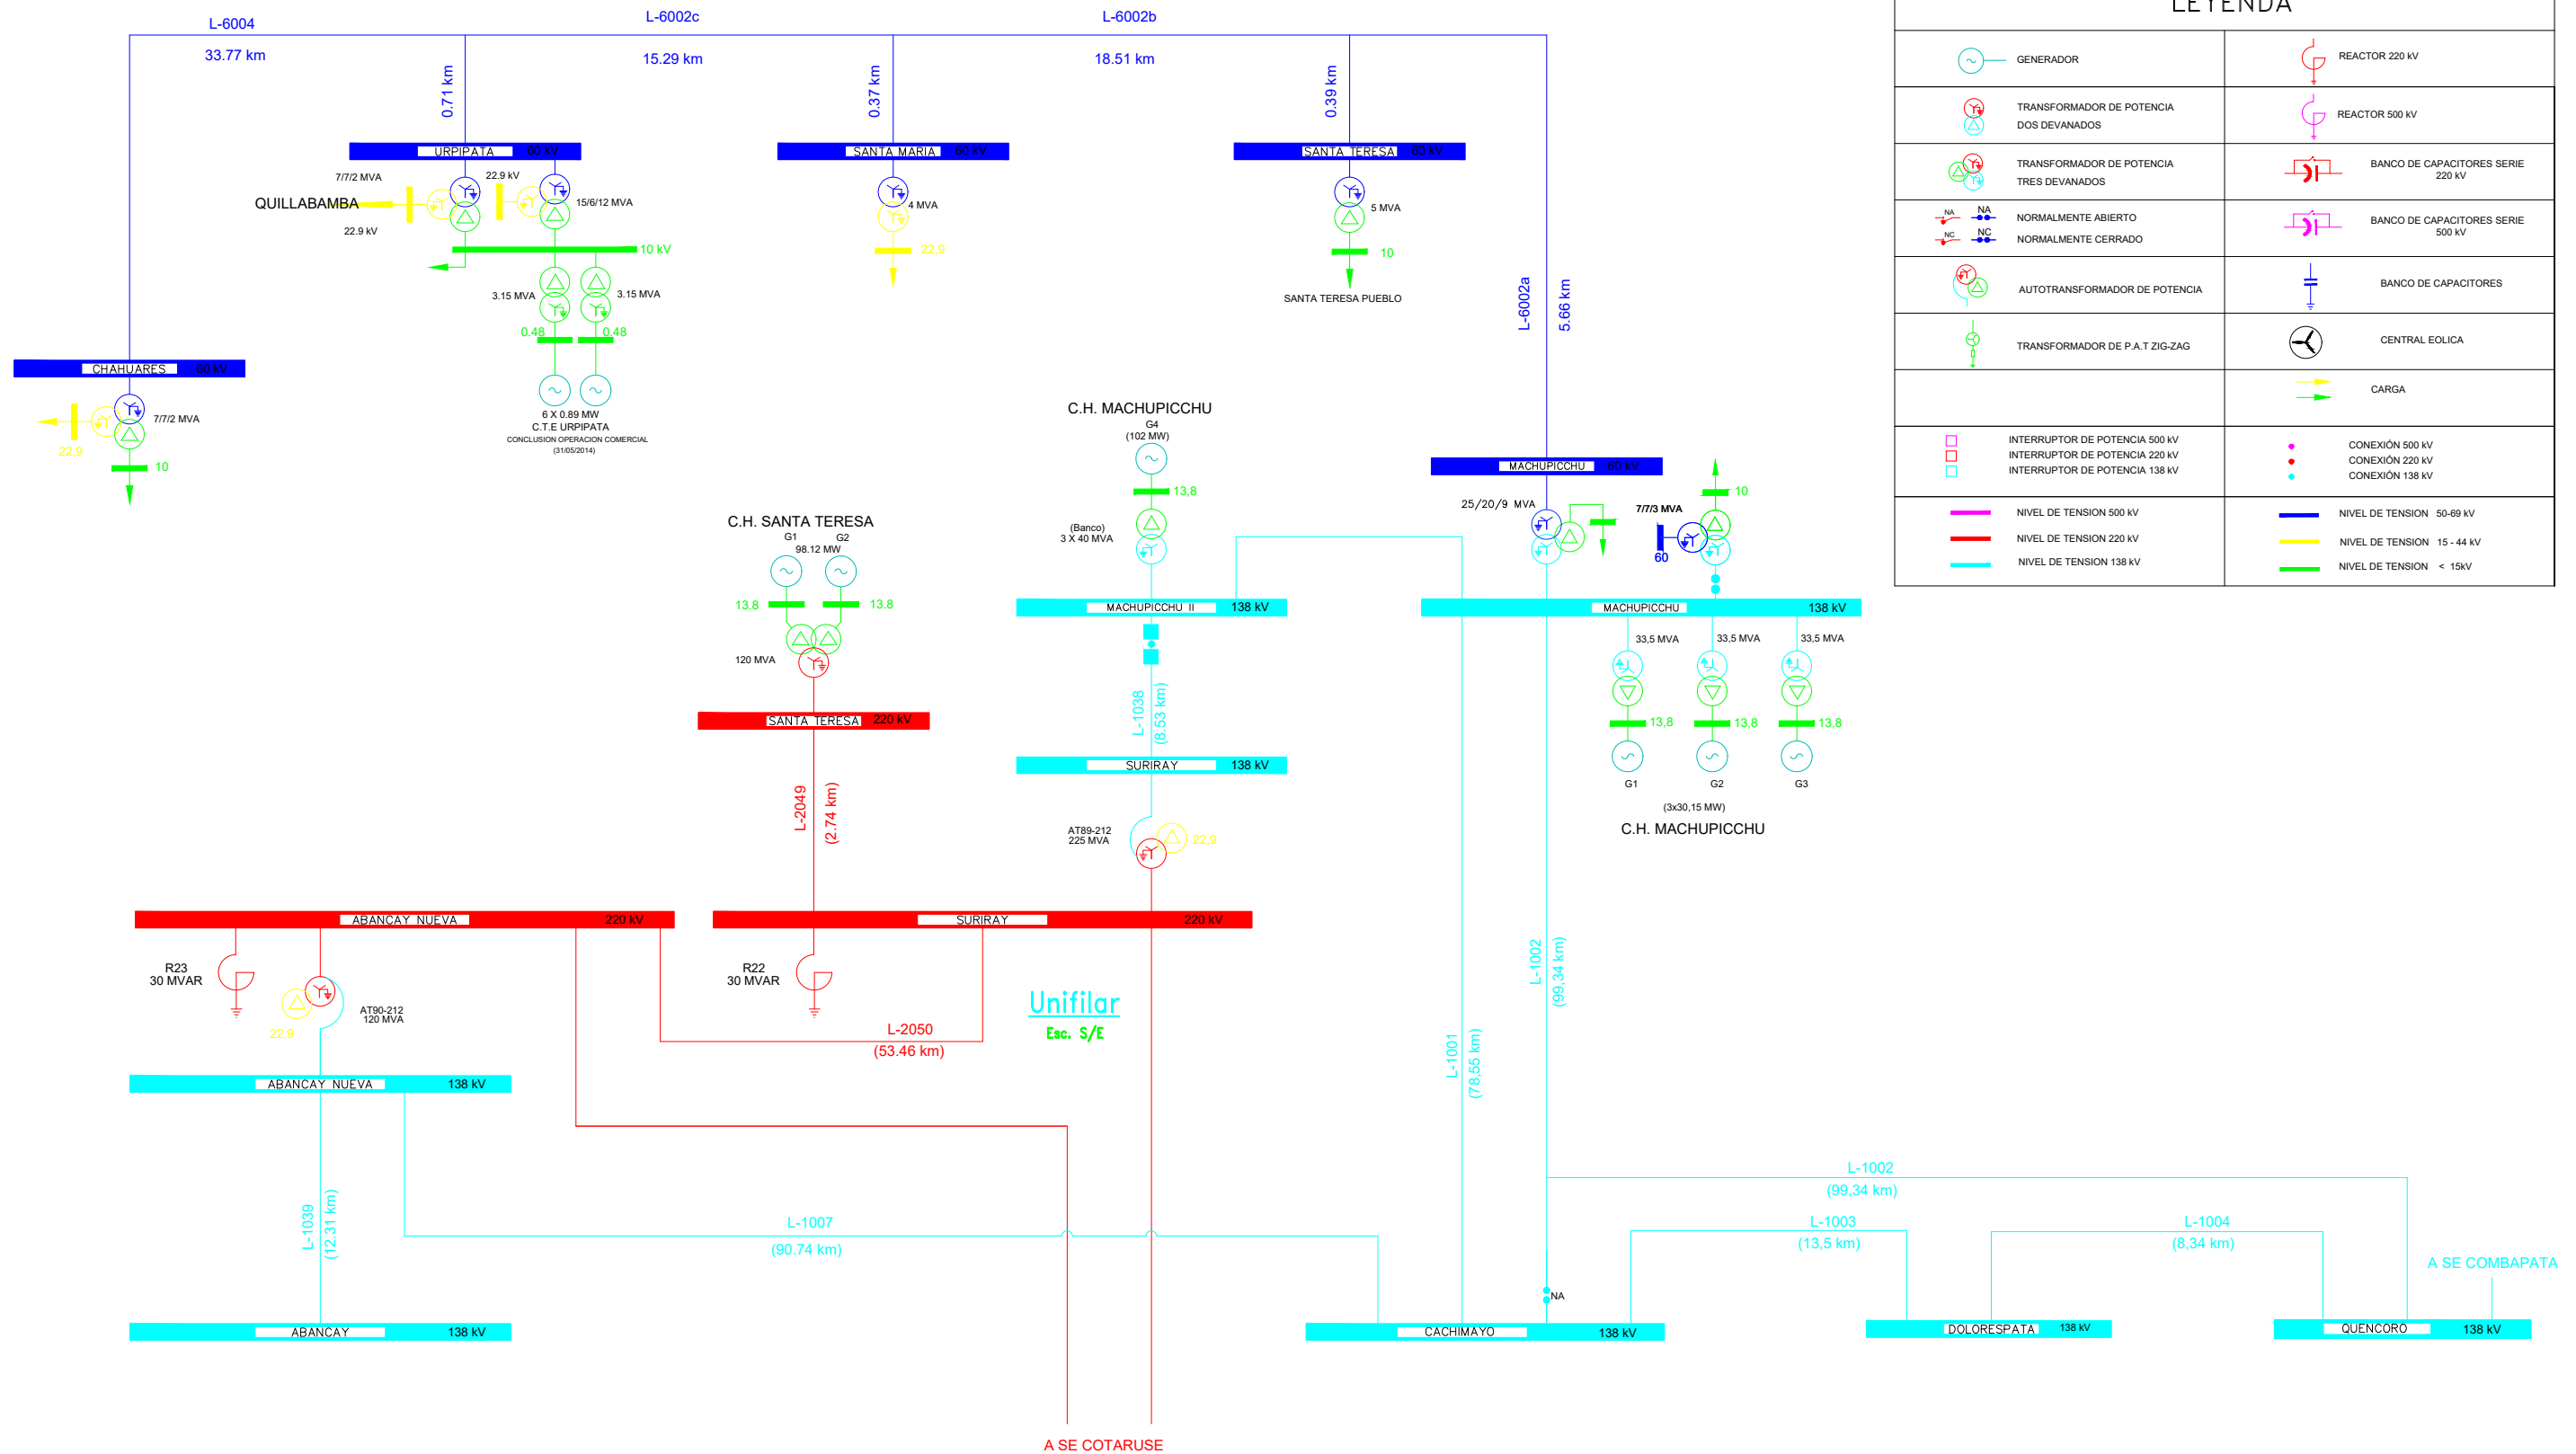 L-6004
L-6002c
L-6002b
33.77 km
15.29 km
18.51 km
0.71 km
0.37 km
0.39 km
URPIPATA 60 kV
SANTA MARIA 60 kV
SANTA TERESA 60 kV
7/7/2 MVA
22.9 kV
QUILLABAMBA
15/6/12 MVA
22.9 kV
4 MVA
5 MVA
10 kV
22,9
10
SANTA TERESA PUEBLO
3.15 MVA
3.15 MVA
0.48
0.48
6 X 0.89 MW
C.T.E URPIPATA
CONCLUSION OPERACION COMERCIAL
(31/05/2014)
L-6002a
5.66 km
CHAHUARES 60 kV
7/7/2 MVA
22,9
10
C.H. MACHUPICCHU
G4
(102 MW)
13,8
(Banco)
3 X 40 MVA
MACHUPICCHU 60 kV
25/20/9 MVA
7/7/3 MVA
10
60
C.H. SANTA TERESA
G1 G2
98.12 MW
13.8
13.8
120 MVA
MACHUPICCHU II 138 kV
MACHUPICCHU 138 kV
33,5 MVA
33,5 MVA
33,5 MVA
13,8
13,8
13,8
G1
G2
G3
(3x30,15 MW)
C.H. MACHUPICCHU
L-1038
(8.53 km)
SANTA TERESA 220 kV
SURIRAY 138 kV
L-2049
(2.74 km)
AT89-212
225 MVA
22,9
ABANCAY NUEVA 220 kV
SURIRAY 220 kV
R23
30 MVAR
R22
30 MVAR
AT90-212
120 MVA
22,9
Unifilar
Esc. S/E
L-2050
(53.46 km)
L-1002
(99,34 km)
L-1001
(78,55 km)
ABANCAY NUEVA 138 kV
L-1039
(12.31 km)
L-1007
(90.74 km)
L-1002
(99,34 km)
L-1003
(13,5 km)
L-1004
(8,34 km)
A SE COMBAPATA
NA
ABANCAY 138 kV
CACHIMAYO 138 kV
DOLORESPATA 138 kV
QUENCORO 138 kV
A SE COTARUSE
LEYENDA
GENERADOR
REACTOR 220 kV
TRANSFORMADOR DE POTENCIA
DOS DEVANADOS
REACTOR 500 kV
TRANSFORMADOR DE POTENCIA
TRES DEVANADOS
BANCO DE CAPACITORES SERIE
220 kV
NA NA NORMALMENTE ABIERTO
NC NC NORMALMENTE CERRADO
BANCO DE CAPACITORES SERIE
500 kV
AUTOTRANSFORMADOR DE POTENCIA
BANCO DE CAPACITORES
TRANSFORMADOR DE P.A.T ZIG-ZAG
CENTRAL EOLICA
CARGA
INTERRUPTOR DE POTENCIA 500 kV
INTERRUPTOR DE POTENCIA 220 kV
INTERRUPTOR DE POTENCIA 138 kV
CONEXIÓN 500 kV
CONEXIÓN 220 kV
CONEXIÓN 138 kV
NIVEL DE TENSION 500 kV
NIVEL DE TENSION 220 kV
NIVEL DE TENSION 138 kV
NIVEL DE TENSION 50-69 kV
NIVEL DE TENSION 15 - 44 kV
NIVEL DE TENSION < 15kV